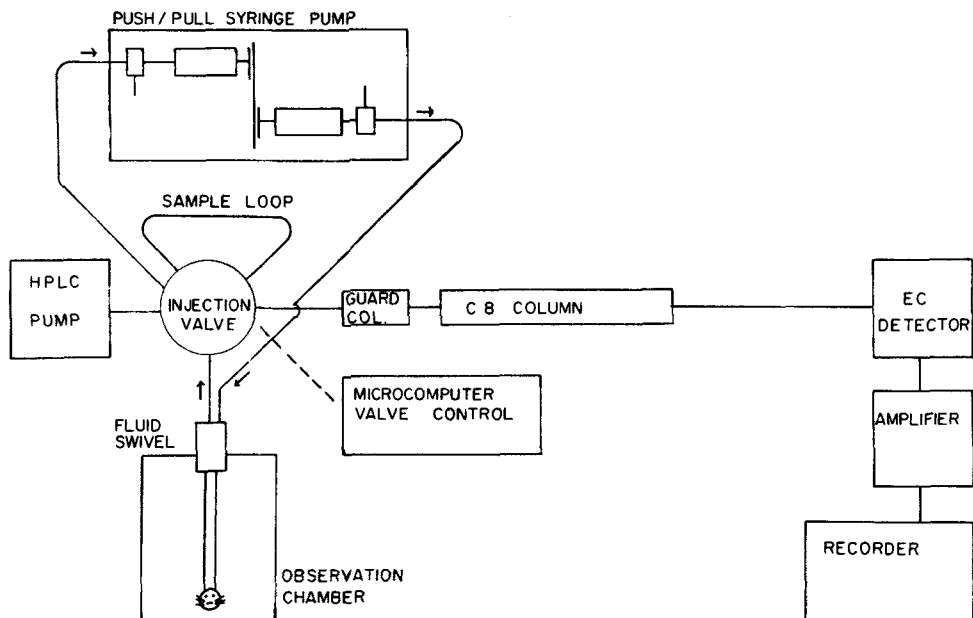 PUSH / PULL SYRINGE PUMP
SAMPLE LOOP
HPLC
PUMP
INJECTION
VALVE
GUARD
COL.
C 8 COLUMN
EC
DETECTOR
MICROCOMPUTER
VALVE CONTROL
AMPLIFIER
FLUID
SWIVEL
RECORDER
OBSERVATION
CHAMBER